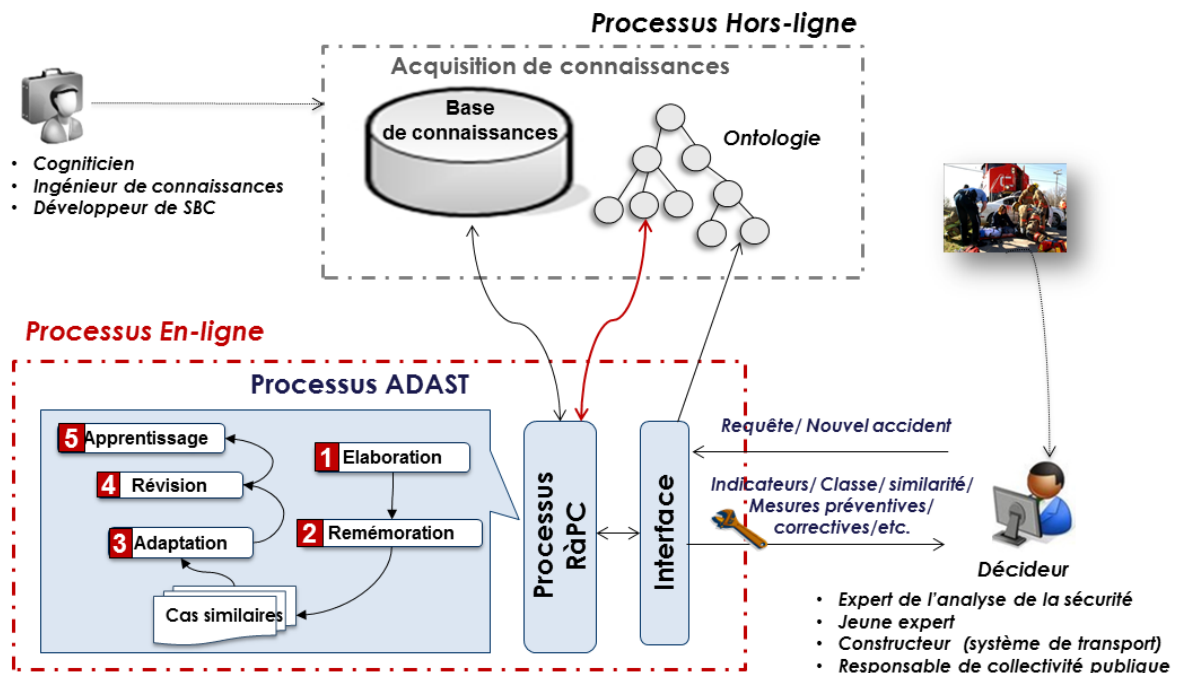 Processus Hors-ligne
Acquisition de connaissances
Base
de connaissances
Ontologie
• Cogniticien
• Ingénieur de connaissances
• Développeur de SBC
Processus En-ligne
Processus ADAST
5 Apprentissage
1 Elaboration
4 Révision
2 Remémoration
3 Adaptation
Cas similaires
Processus
RàPC
Interface
Requête/ Nouvel accident
Indicateurs/ Classe/ similarité/
Mesures préventives/
correctives/etc.
Décideur
• Expert de l'analyse de la sécurité
• Jeune expert
• Constructeur (système de transport)
• Responsable de collectivité publique